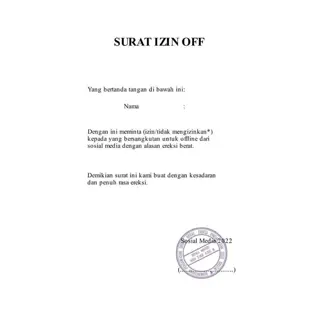 SURAT IZIN OFF
Yang bertanda tangan di bawah ini:
Nama :
Dengan ini meminta (izin/tidak mengizinkan*)
kepada yang bersangkutan untuk offline dari
sosial media dengan alasan ereksi berat.
Demikian surat ini kami buat dengan kesadaran
dan penuh rasa ereksi.
Sosial Media 2022
(....................)